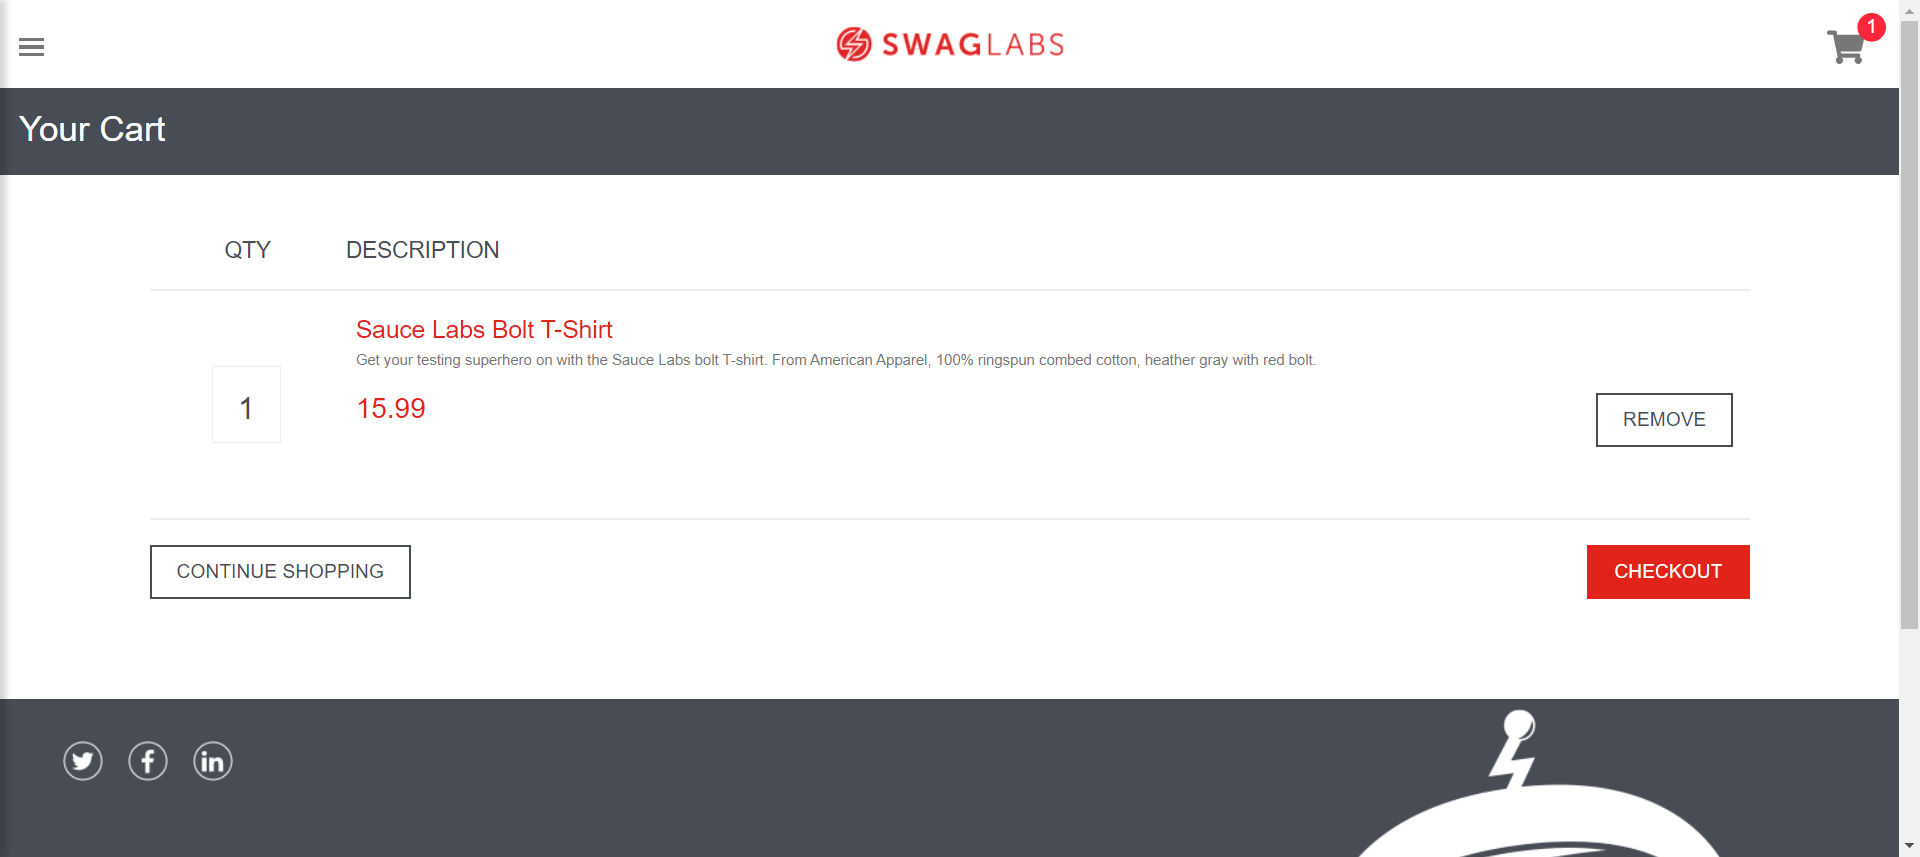 SWAGLABS
1
Your Cart
QTY DESCRIPTION
Sauce Labs Bolt T-Shirt
Get your testing superhero on with the Sauce Labs bolt T-shirt. From American Apparel, 100% ringspun combed cotton, heather gray with red bolt.
1
15.99
REMOVE
CONTINUE SHOPPING
CHECKOUT